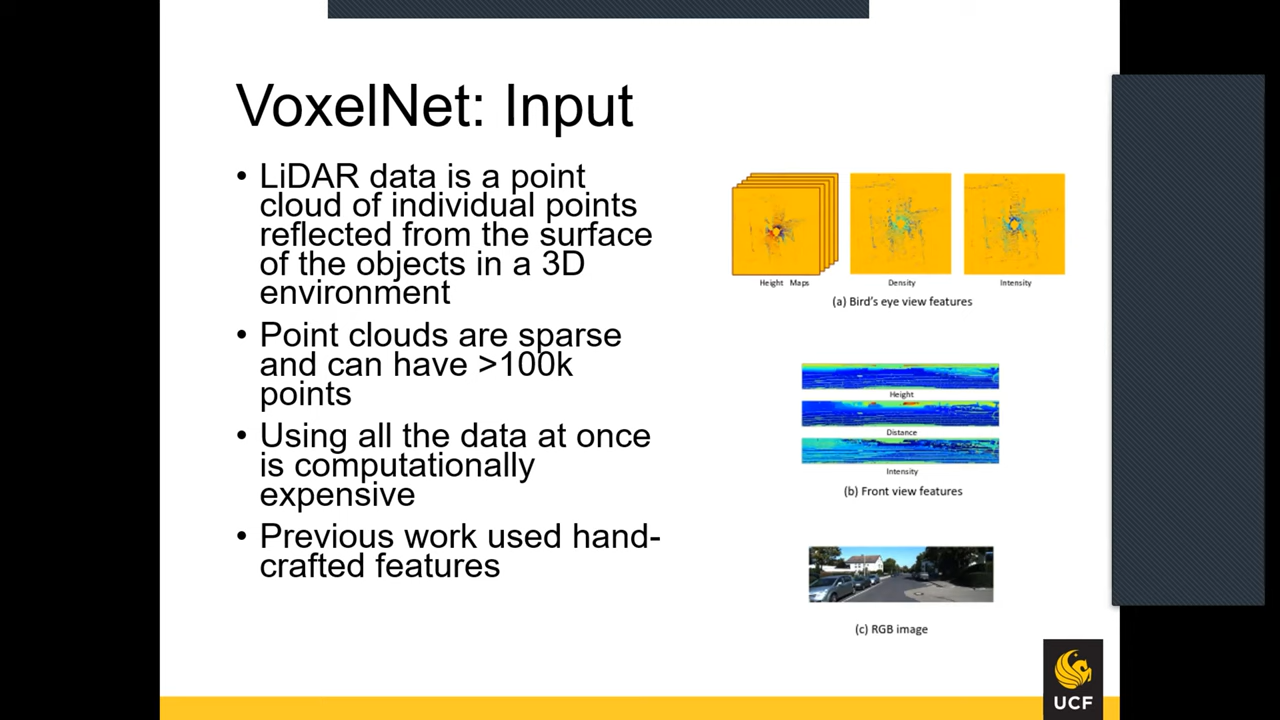 VoxelNet: Input
• LiDAR data is a point
cloud of individual points
reflected from the surface
of the objects in a 3D
environment
• Point clouds are sparse
and can have >100k
points
• Using all the data at once
is computationally
expensive
• Previous work used hand-
crafted features
Height Maps
Density
Intensity
(a) Bird's eye view features
Height
Distance
Intensity
(b) Front view features
(c) RGB image
UCF